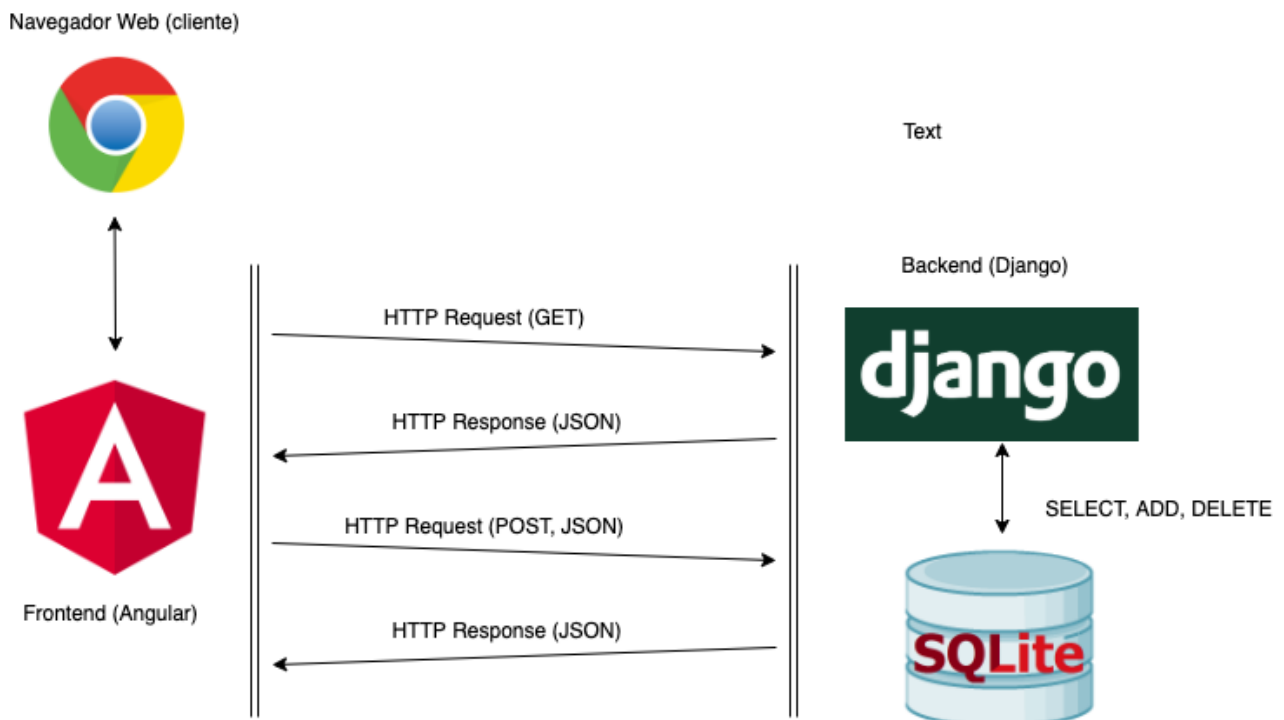 Navegador Web (cliente)
Text
Backend (Django)
HTTP Request (GET)
django
HTTP Response (JSON)
SELECT, ADD, DELETE
HTTP Request (POST, JSON)
Frontend (Angular)
HTTP Response (JSON)
SQLite
A